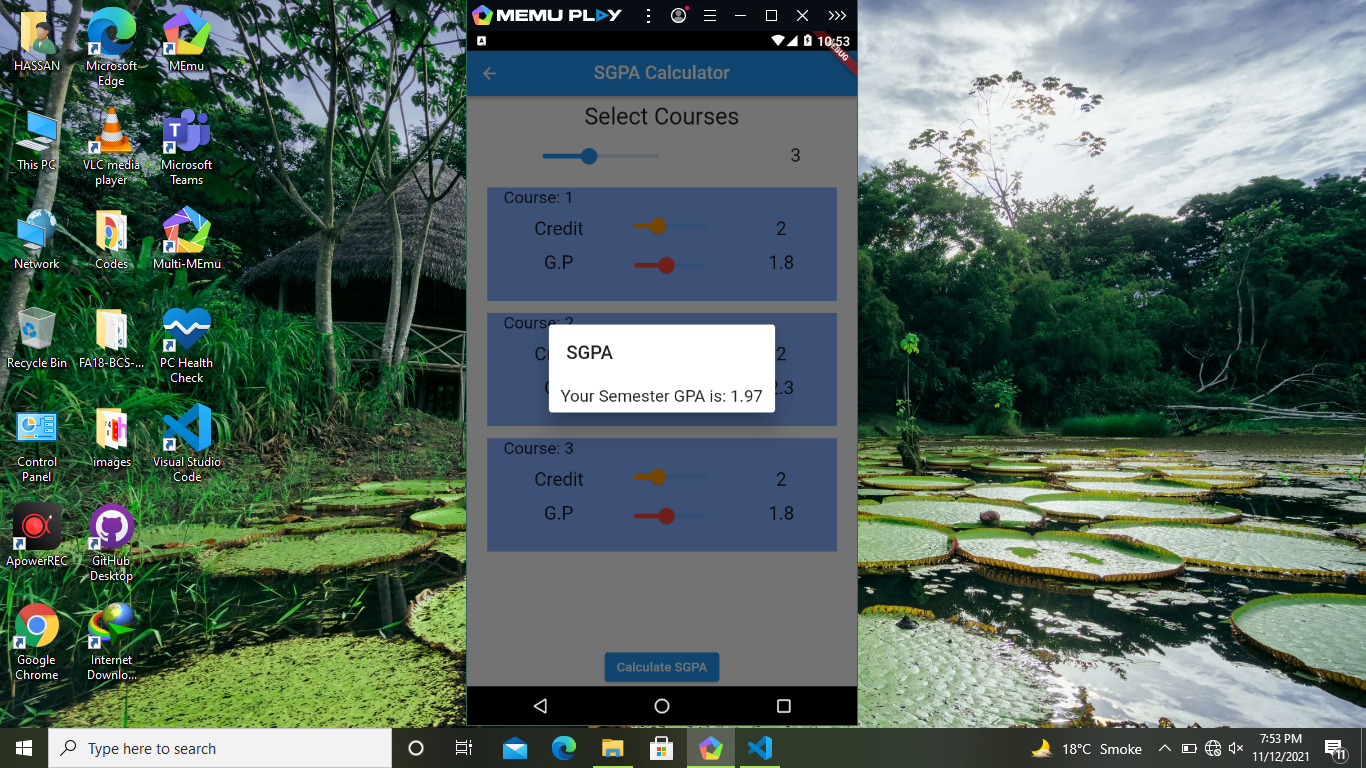 HASSAN
Microsoft
Edge
MEmu
This PC
VLC media
player
Microsoft
Teams
Network
Codes
Multi-MEmu
Recycle Bin
FA18-BCS-...
PC Health
Check
Control
Panel
images
Visual Studio
Code
ApowerREC
GitHub
Desktop
Google
Chrome
Internet
Downlo...
MEMU PLAY
A
10:53
DEBUG
SGPA Calculator
Select Courses
3
Course: 1
Credit 2
G.P 1.8
Course: 2
2
2.3
SGPA
Your Semester GPA is: 1.97
Course: 3
Credit 2
G.P 1.8
Calculate SGPA
Type here to search
18°C Smoke
7:53 PM
11/12/2021
11